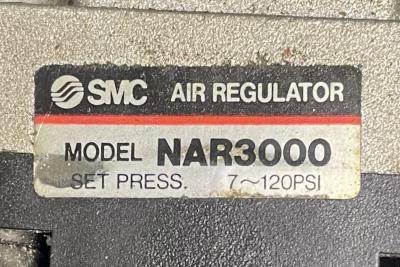 SMC AIR REGULATOR
MODEL NAR3000
SET PRESS. 7～120PSI